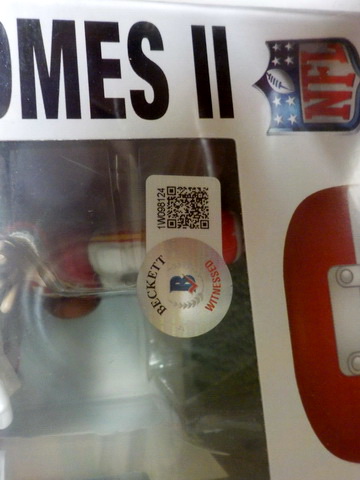 OMES II
NFL
1W098124
BECKETT
B
WITNESSED